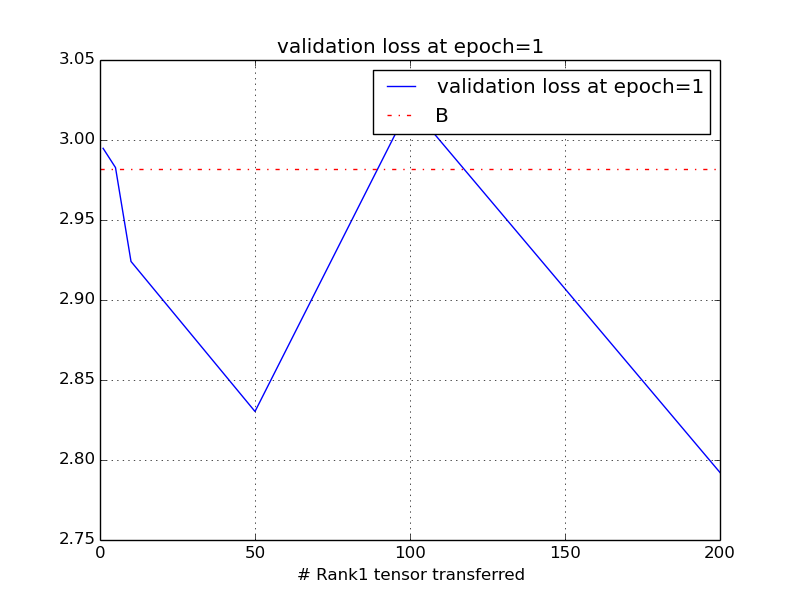 validation loss at epoch=1
3.05
3.00
2.95
2.90
2.85
2.80
2.75
validation loss at epoch=1
B
0 50 100 150 200
# Rank1 tensor transferred